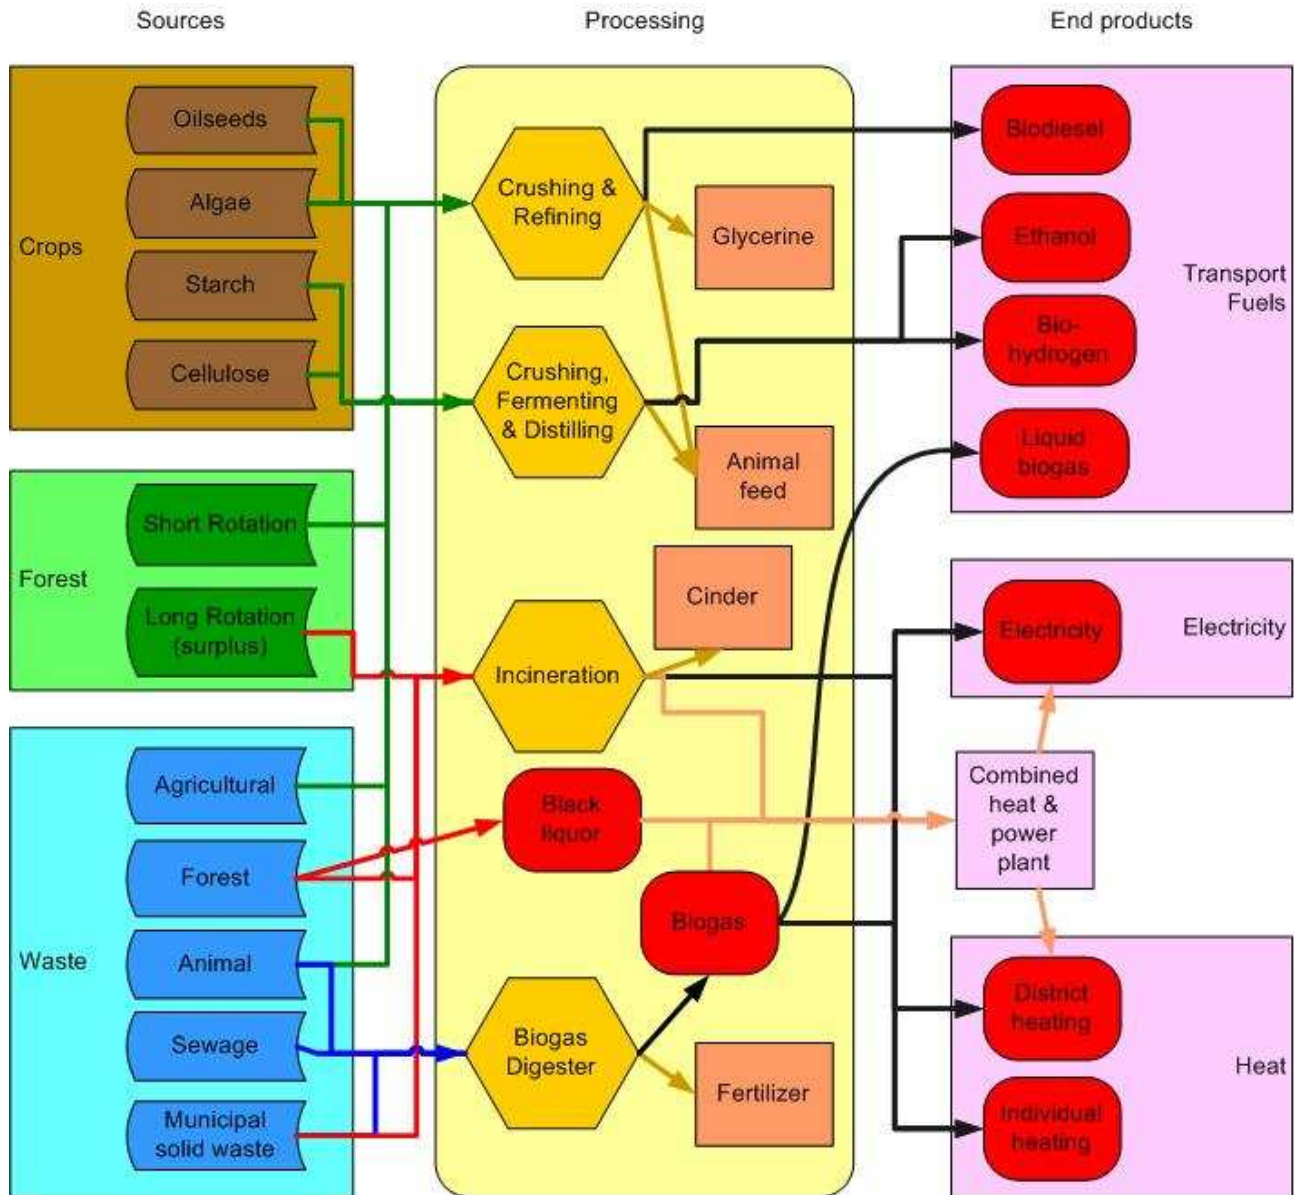 Sources
Processing
End products
Crops
Oilseeds
Algae
Starch
Cellulose
Forest
Short Rotation
Long Rotation
(surplus)
Waste
Agricultural
Forest
Animal
Sewage
Municipal
solid waste
Crushing &
Refining
Glycerine
Crushing,
Fermenting
& Distilling
Animal
feed
Cinder
Incineration
Black
liquor
Biogas
Biogas
Digester
Fertilizer
Biodiesel
Ethanol
Bio-
hydrogen
Liquid
biogas
Transport
Fuels
Electricity
Electricity
Combined
heat &
power
plant
District
heating
Individual
heating
Heat